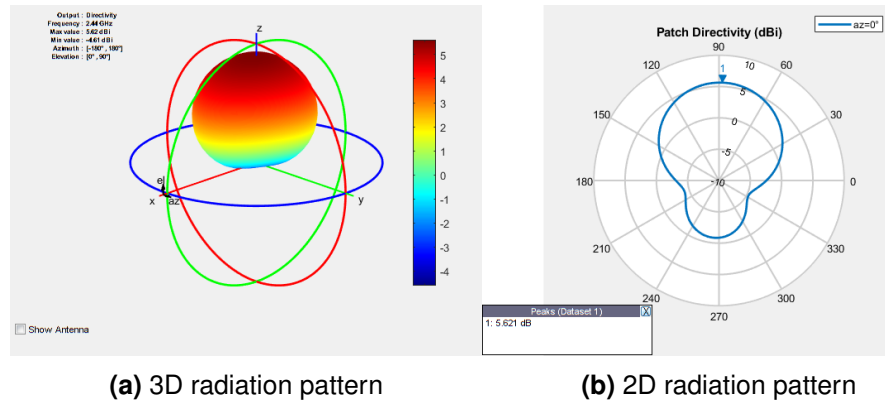 Output : Directivity
Frequency : 2.44 GHz
Max value : 5.62 dBi
Min value : -4.61 dBi
Azimuth : [-180° , 180°]
Elevation : [0° , 90°]
z
el
x
az
y
5
4
3
2
1
0
-1
-2
-3
-4
Show Antenna
Patch Directivity (dBi)
az=0°
90
120
60
150
30
180
0
210
330
240
300
270
1
10
5
0
-5
-10
Peaks (Dataset 1)
X
1: 5.621 dB
(a) 3D radiation pattern
(b) 2D radiation pattern